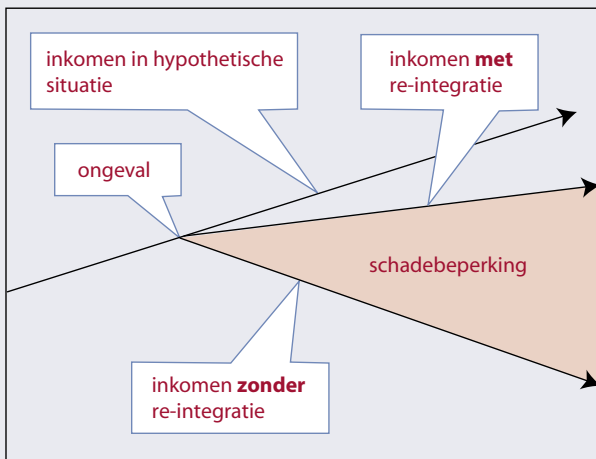 inkomen in hypothetische
situatie
inkomen met
re-integratie
ongeval
schadebeperking
inkomen zonder
re-integratie